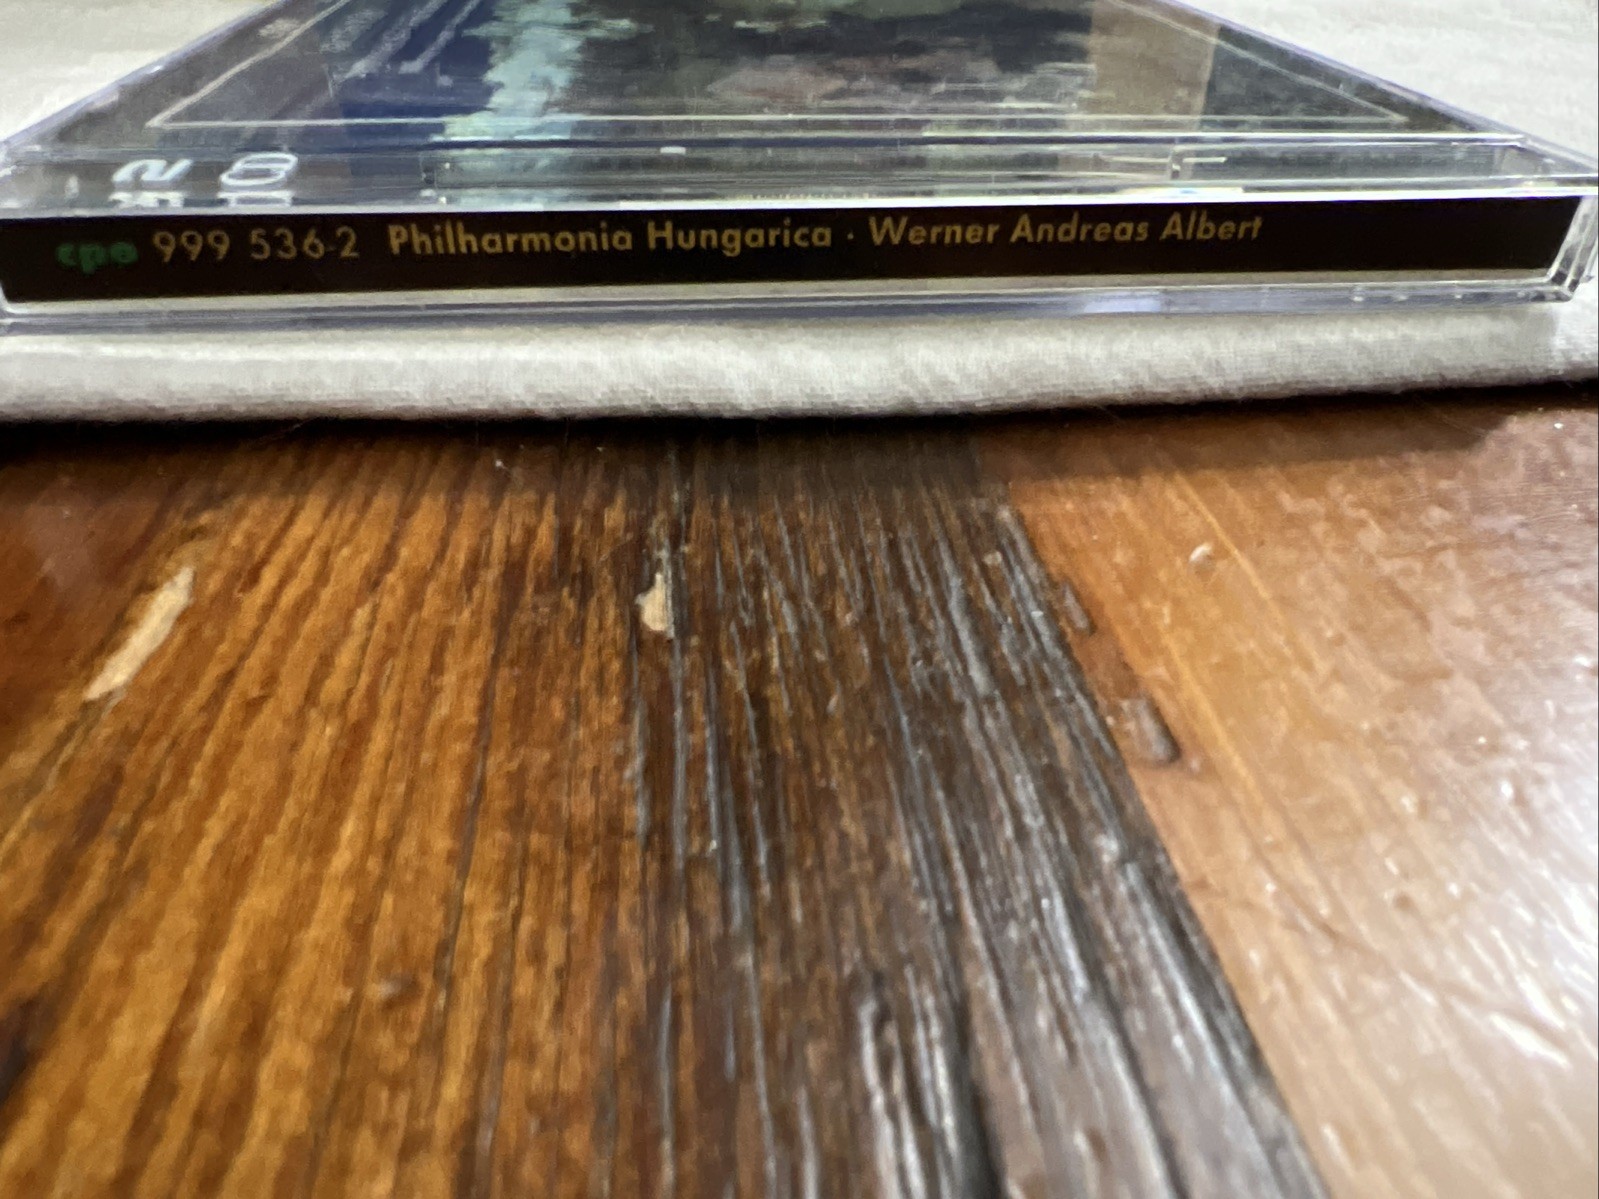 cpo 999 536-2 Philharmonia Hungarica · Werner Andreas Albert